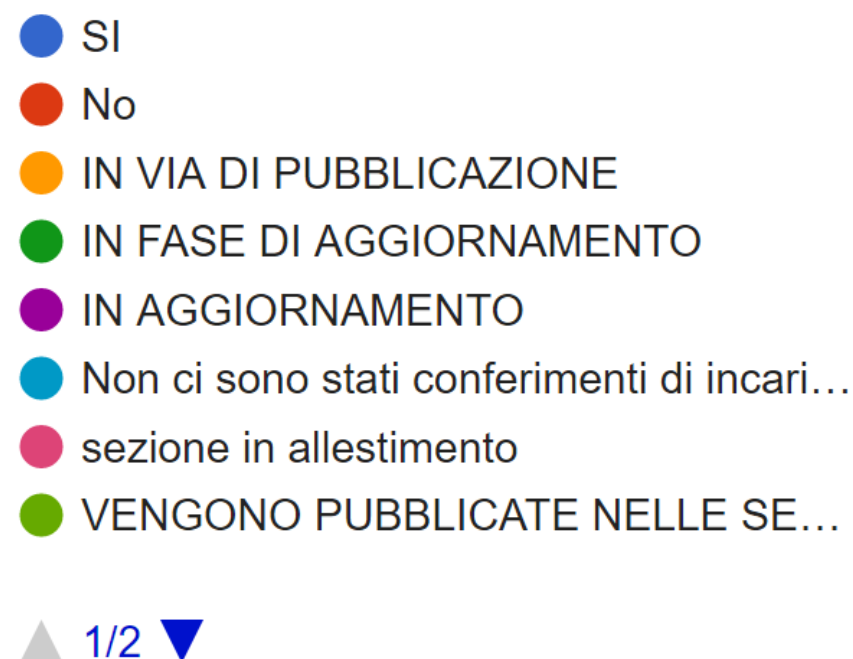 SI
No
IN VIA DI PUBBLICAZIONE
IN FASE DI AGGIORNAMENTO
IN AGGIORNAMENTO
Non ci sono stati conferimenti di incari…
sezione in allestimento
VENGONO PUBBLICATE NELLE SE…
1/2